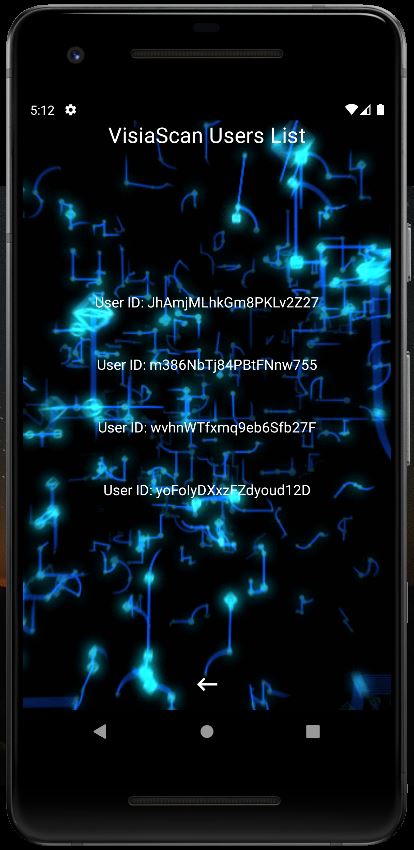 5:12
VisiaScan Users List
User ID: JhAmjMLhkGm8PKLv2Z27
User ID: m386NbTj84PBtFNnw755
User ID: wvhnWTfxmq9eb6Sfb27F
User ID: yoFolyDXxzFZdyoud12D